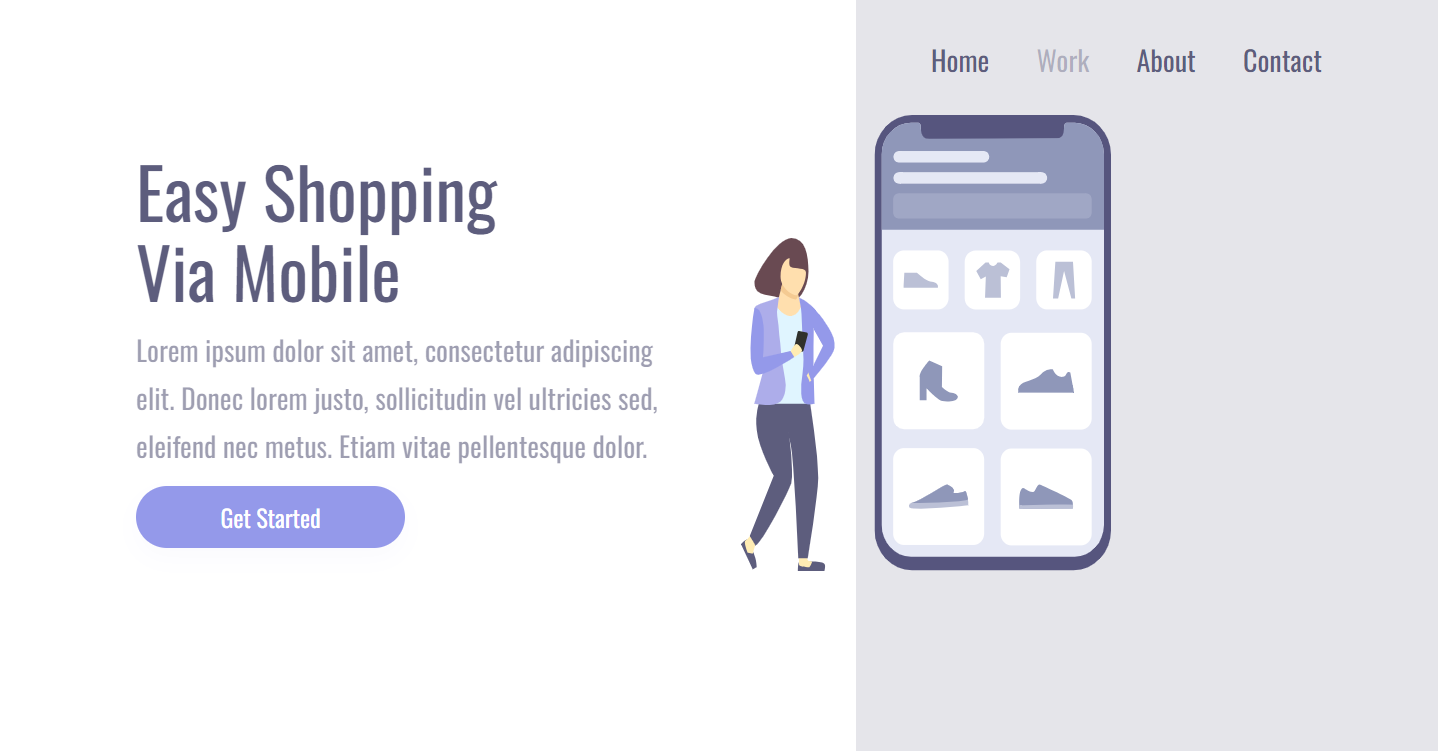 Home Work About Contact
Easy Shopping
Via Mobile
Lorem ipsum dolor sit amet, consectetur adipiscing
elit. Donec lorem justo, sollicitudin vel ultricies sed,
eleifend nec metus. Etiam vitae pellentesque dolor.
Get Started